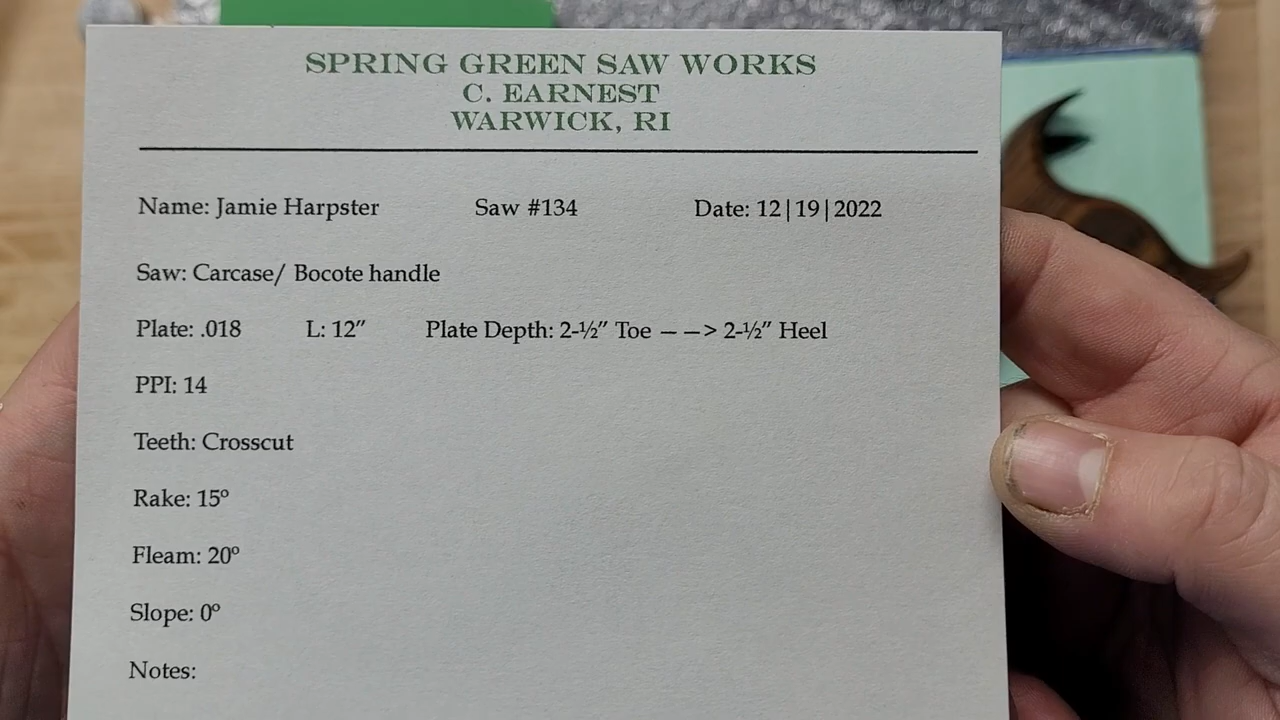 SPRING GREEN SAW WORKS
C. EARNEST
WARWICK, RI
Name: Jamie Harpster Saw #134 Date: 12|19|2022
Saw: Carcase/ Bocote handle
Plate: .018 L: 12″ Plate Depth: 2-½″ Toe — —> 2-½″ Heel
PPI: 14
Teeth: Crosscut
Rake: 15º
Fleam: 20º
Slope: 0º
Notes: